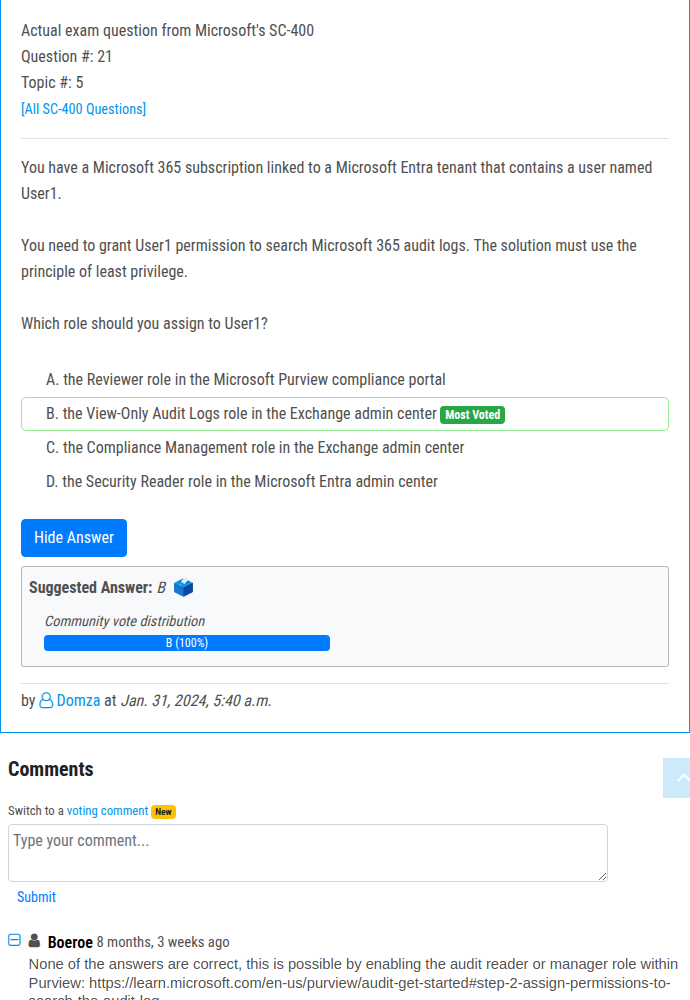 Actual exam question from Microsoft's SC-400
Question #: 21
Topic #: 5
[All SC-400 Questions]
You have a Microsoft 365 subscription linked to a Microsoft Entra tenant that contains a user named
User1.
You need to grant User1 permission to search Microsoft 365 audit logs. The solution must use the
principle of least privilege.
Which role should you assign to User1?
A. the Reviewer role in the Microsoft Purview compliance portal
B. the View-Only Audit Logs role in the Exchange admin center Most Voted
C. the Compliance Management role in the Exchange admin center
D. the Security Reader role in the Microsoft Entra admin center
Hide Answer
Suggested Answer: B
Community vote distribution
B (100%)
by Domza at Jan. 31, 2024, 5:40 a.m.
Comments
Switch to a voting comment New
Type your comment...
Submit
Boeroe 8 months, 3 weeks ago
None of the answers are correct, this is possible by enabling the audit reader or manager role within
Purview: https://learn.microsoft.com/en-us/purview/audit-get-started#step-2-assign-permissions-to-
search-the-audit-log